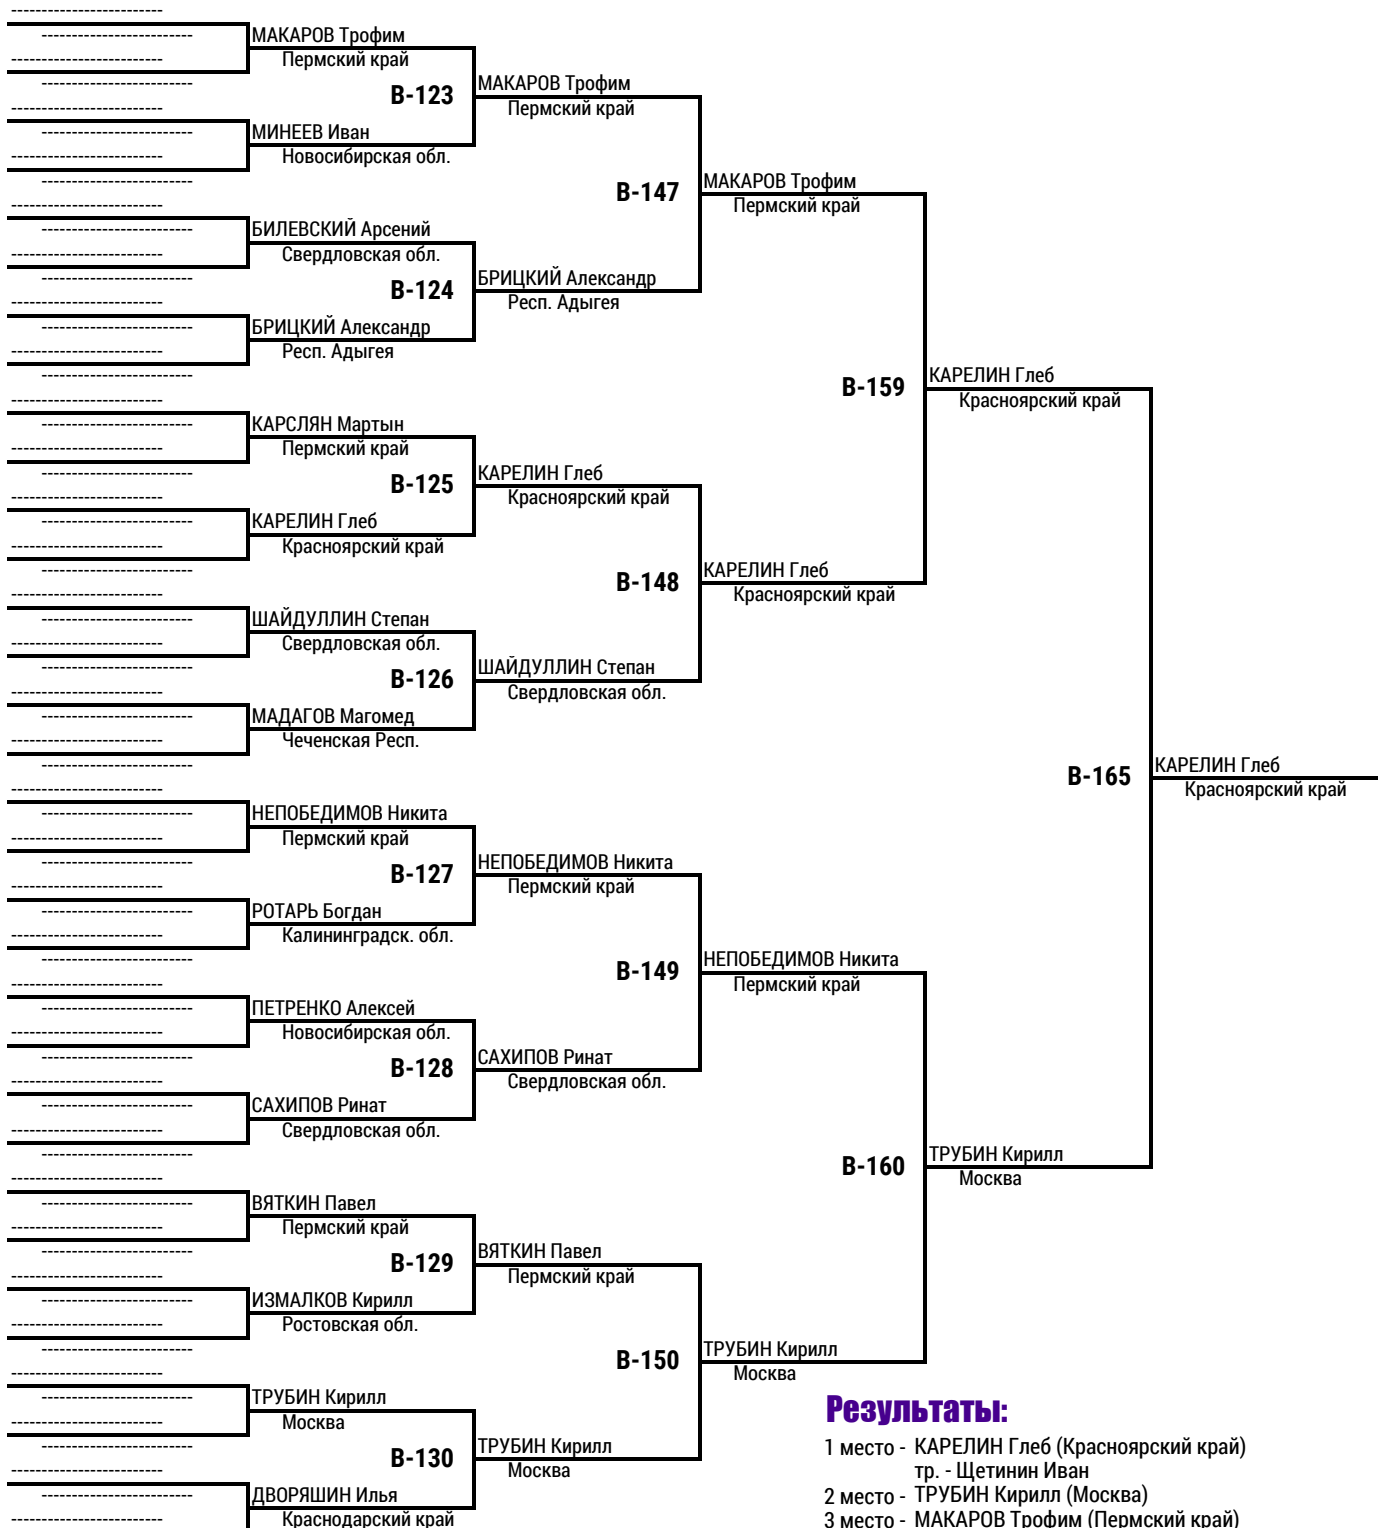 МАКАРОВ Трофим
Пермский край
В-123
МАКАРОВ Трофим
Пермский край
МИНЕЕВ Иван
Новосибирская обл.
В-147
МАКАРОВ Трофим
Пермский край
БИЛЕВСКИЙ Арсений
Свердловская обл.
В-124
БРИЦКИЙ Александр
Респ. Адыгея
БРИЦКИЙ Александр
Респ. Адыгея
В-159
КАРЕЛИН Глеб
Красноярский край
КАРСЛЯН Мартын
Пермский край
В-125
КАРЕЛИН Глеб
Красноярский край
КАРЕЛИН Глеб
Красноярский край
В-148
КАРЕЛИН Глеб
Красноярский край
ШАЙДУЛЛИН Степан
Свердловская обл.
В-126
ШАЙДУЛЛИН Степан
Свердловская обл.
МАДАГОВ Магомед
Чеченская Респ.
В-165
КАРЕЛИН Глеб
Красноярский край
НЕПОБЕДИМОВ Никита
Пермский край
В-127
НЕПОБЕДИМОВ Никита
Пермский край
РОТАРЬ Богдан
Калининградск. обл.
В-149
НЕПОБЕДИМОВ Никита
Пермский край
ПЕТРЕНКО Алексей
Новосибирская обл.
В-128
САХИПОВ Ринат
Свердловская обл.
САХИПОВ Ринат
Свердловская обл.
В-160
ТРУБИН Кирилл
Москва
ВЯТКИН Павел
Пермский край
В-129
ВЯТКИН Павел
Пермский край
ИЗМАЛКОВ Кирилл
Ростовская обл.
В-150
ТРУБИН Кирилл
Москва
ТРУБИН Кирилл
Москва
В-130
ТРУБИН Кирилл
Москва
ДВОРЯШИН Илья
Краснодарский край
Результаты:
1 место - КАРЕЛИН Глеб (Красноярский край)
тр. - Щетинин Иван
2 место - ТРУБИН Кирилл (Москва)
3 место - МАКАРОВ Трофим (Пермский край)